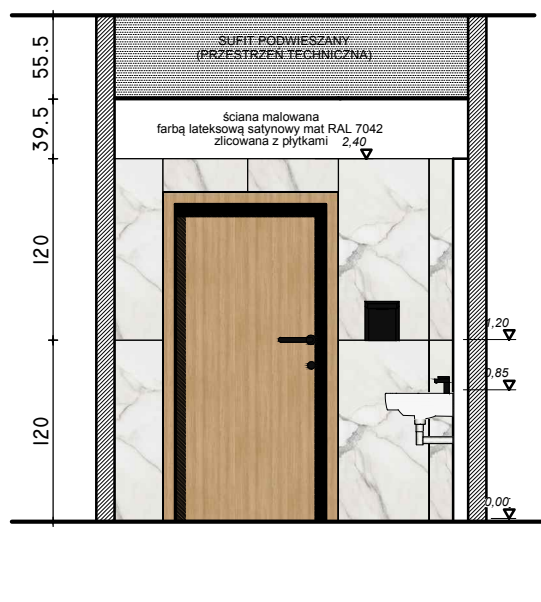 55.5
SUFIT PODWIESZANY
(PRZESTRZEŃ TECHNICZNA)
39.5
ściana malowana
farbą lateksową satynowy mat RAL 7042
zlicowana z płytkami 2,40
120
1,20
0,85
120
0,00